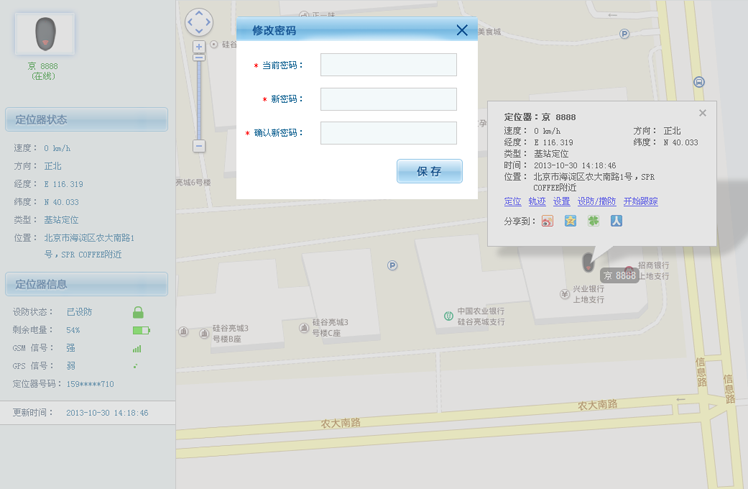 京 8888
(在线)
定位器状态
速度： 0 km/h
方向： 正北
经度： E 116.319
纬度： N 40.033
类型： 基站定位
位置： 北京市海淀区农大南路1
号，SPR COFFEE附近
定位器信息
设防状态： 已设防
剩余电量： 54%
GSM 信号： 强
GPS 信号： 弱
定位器号码：159*****710
更新时间： 2013-10-30 14:18:46
修改密码
* 当前密码：
* 新密码：
* 确认新密码：
保存
定位器：京 8888
速度： 0 km/h 方向： 正北
经度： E 116.319 纬度： N 40.033
类型： 基站定位
时间： 2013-10-30 14:18:46
位置： 北京市海淀区农大南路1号，SPR
COFFEE附近
定位 轨迹 设置 设防/撤防 开始跟踪
分享到：
京 8888
招商银行
上地支行
兴业银行
上地支行
中国农业银行
硅谷亮城支行
硅谷亮城3
号楼B座
硅谷亮城3
号楼C座
亮城6号楼
硅谷
美食城
P
P
农大南路
农大南路
信息路
信息路